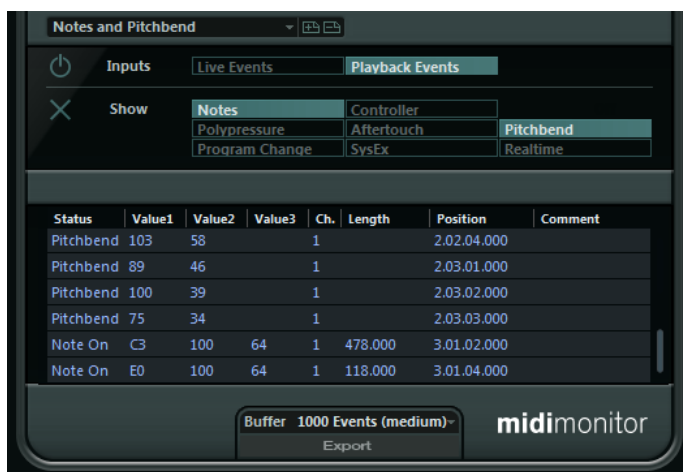 Notes and Pitchbend
Inputs Live Events Playback Events
Show Notes Controller
Polypressure Aftertouch Pitchbend
Program Change SysEx Realtime
Status Value1 Value2 Value3 Ch. Length Position Comment
Pitchbend 103 58 1 2.02.04.000
Pitchbend 89 46 1 2.03.01.000
Pitchbend 100 39 1 2.03.02.000
Pitchbend 75 34 1 2.03.03.000
Note On C3 100 64 1 478.000 3.01.02.000
Note On E0 100 64 1 118.000 3.01.04.000
Buffer 1000 Events (medium)
Export
midimonitor